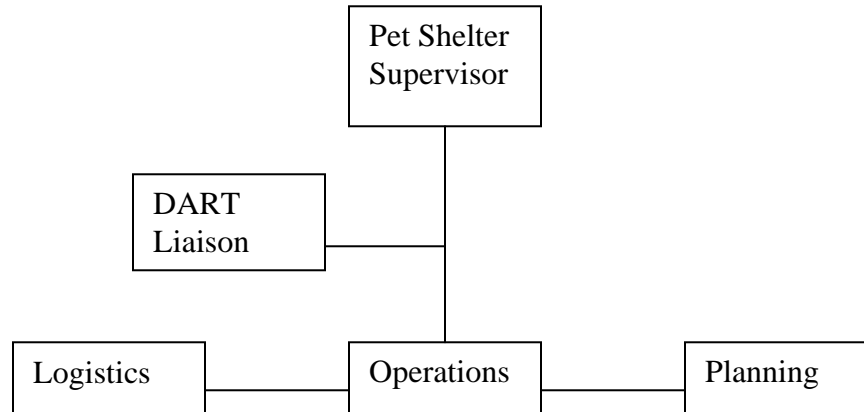 Pet Shelter
Supervisor
DART
Liaison
Logistics
Operations
Planning